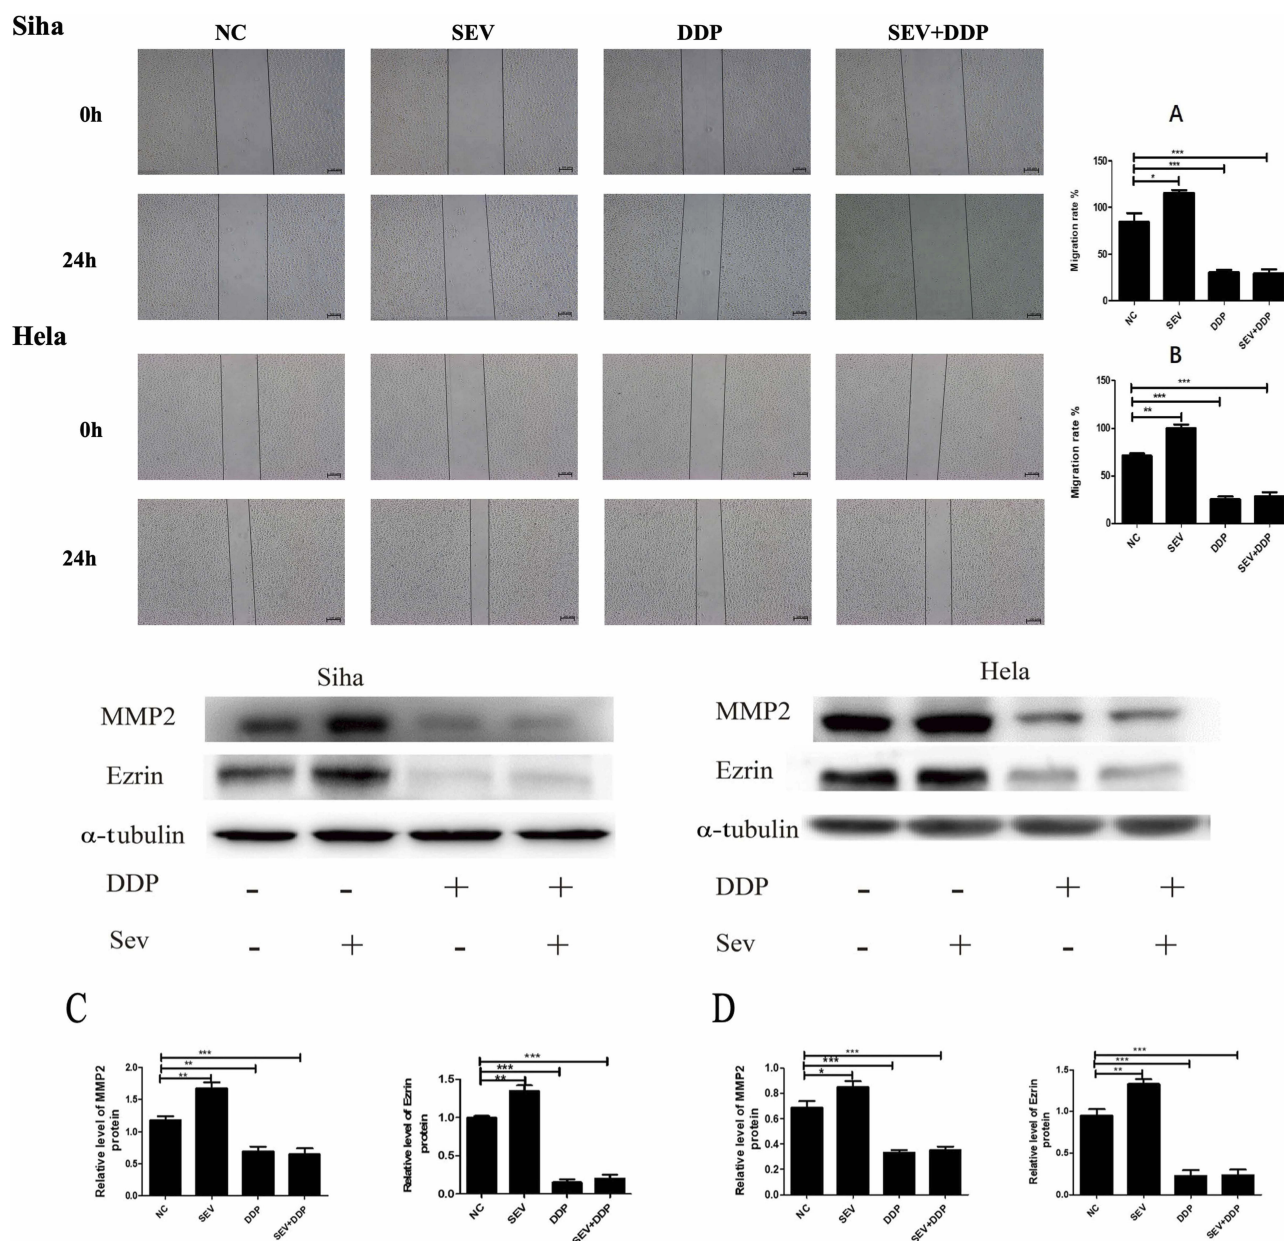 Siha
NC SEV DDP SEV+DDP
0h
24h
Hela
0h
24h
A
***
***
*
Migration rate %
150
100
50
0
NC SEV DDP SEV+DDP
B
***
***
**
Migration rate %
150
100
50
0
NC SEV DDP SEV+DDP
Siha
MMP2
Ezrin
α-tubulin
DDP - - + +
Sev - + - +
Hela
MMP2
Ezrin
α-tubulin
DDP - - + +
Sev - + - +
C
***
**
**
Relative level of MMP2
protein
2.0
1.5
1.0
0.5
0.0
NC SEV DDP SEV+DDP
***
***
**
Relative level of Ezrin
protein
1.5
1.0
0.5
0.0
NC SEV DDP SEV+DDP
D
***
***
*
Relative level of MMP2
protein
1.0
0.8
0.6
0.4
0.2
0.0
NC SEV DDP SEV+DDP
***
***
**
Relative level of Ezrin
protein
1.5
1.0
1.5
0.0
NC SEV DDP SEV+DDP